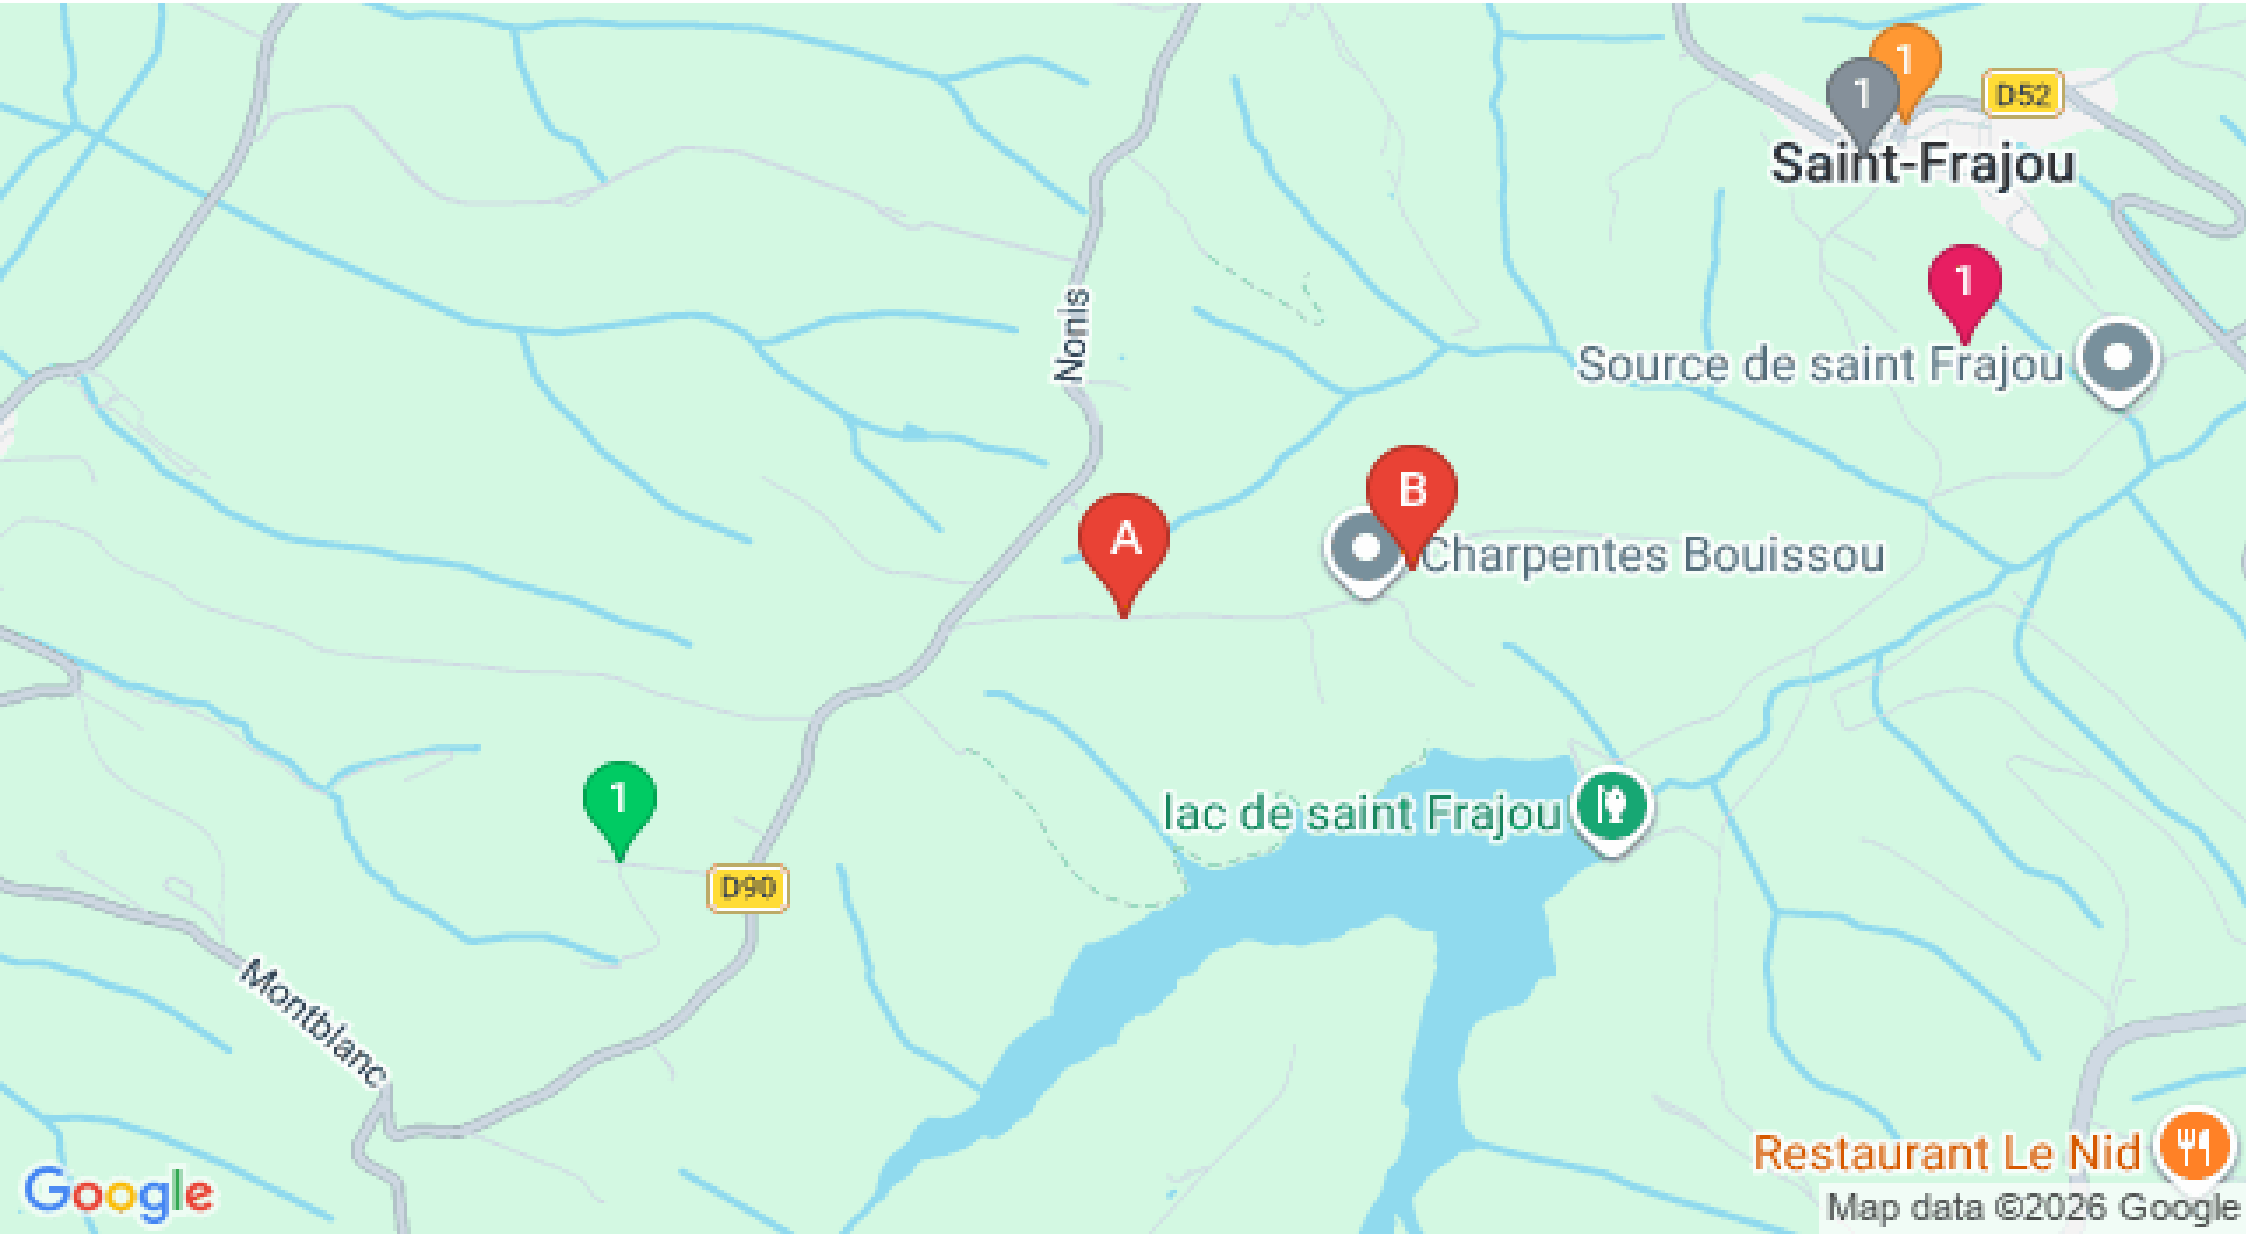 1
1
D52
Saint-Frajou
1
Nonis
Source de saint Frajou
B
A
Charpentes Bouissou
1
lac de saint Frajou
D90
Montblanc
Restaurant Le Nid
Google
Map data ©2026 Google